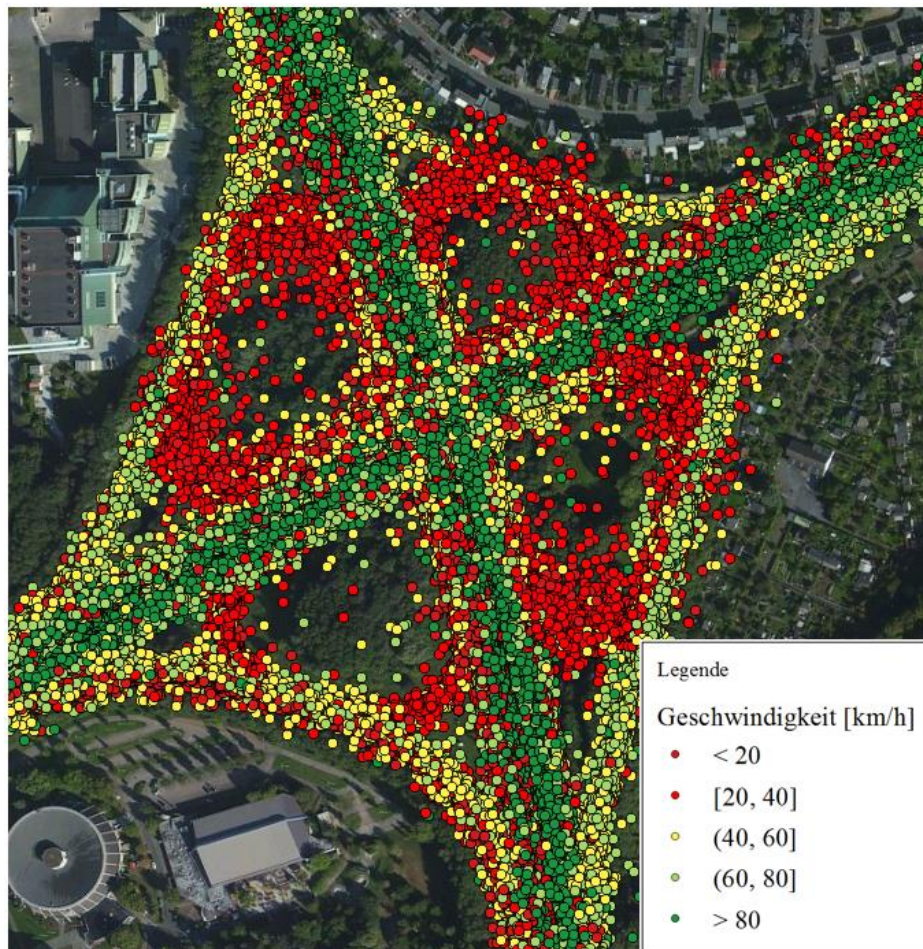 Legende
Geschwindigkeit [km/h]
< 20
[20, 40]
(40, 60]
(60, 80]
> 80